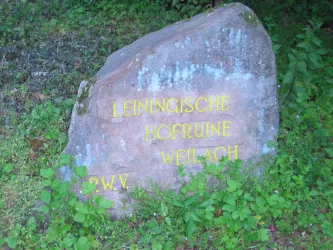 LEININGISCHE
HOFRUINE
WEILACH
P.W.V.